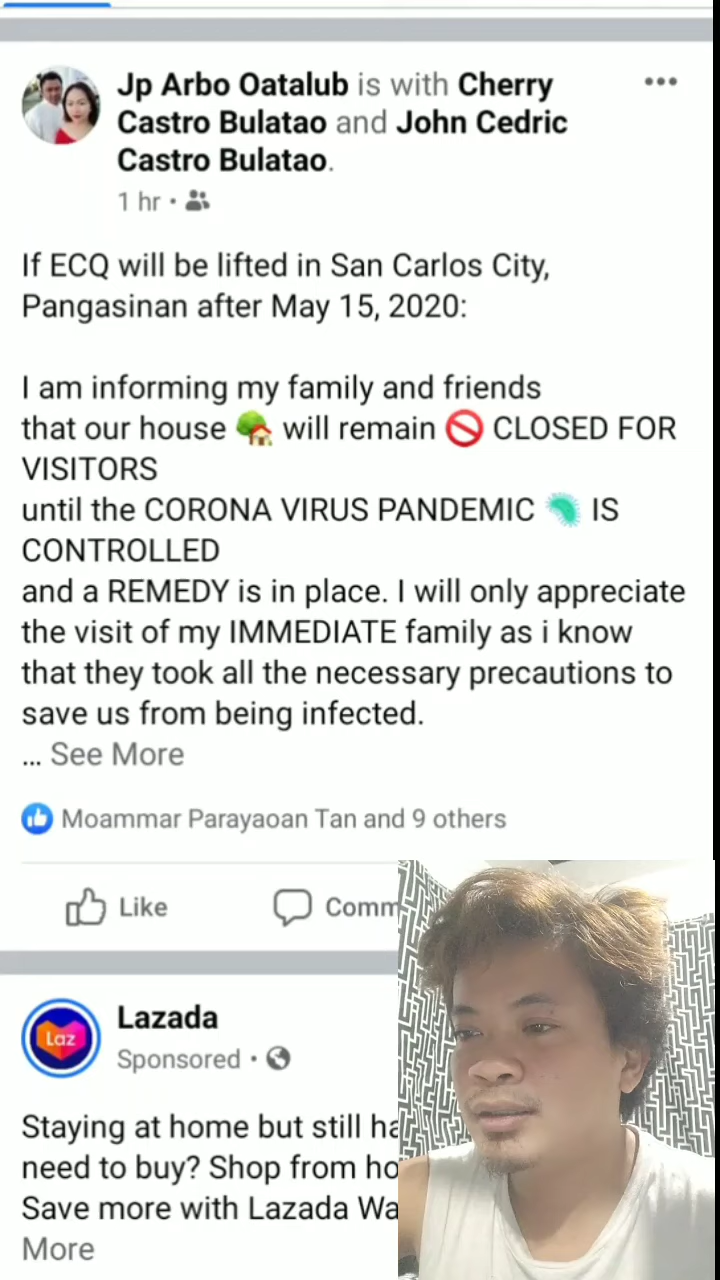 Jp Arbo Oatalub is with Cherry
Castro Bulatao and John Cedric
Castro Bulatao.
1 hr •
If ECQ will be lifted in San Carlos City,
Pangasinan after May 15, 2020:
I am informing my family and friends
that our house 🏡 will remain 🚫 CLOSED FOR
VISITORS
until the CORONA VIRUS PANDEMIC 🦠 IS
CONTROLLED
and a REMEDY is in place. I will only appreciate
the visit of my IMMEDIATE family as i know
that they took all the necessary precautions to
save us from being infected.
... See More
Moammar Parayaoan Tan and 9 others
Like
Comm
Laz
Lazada
Sponsored •
Staying at home but still ha
need to buy? Shop from ho
Save more with Lazada Wa
More